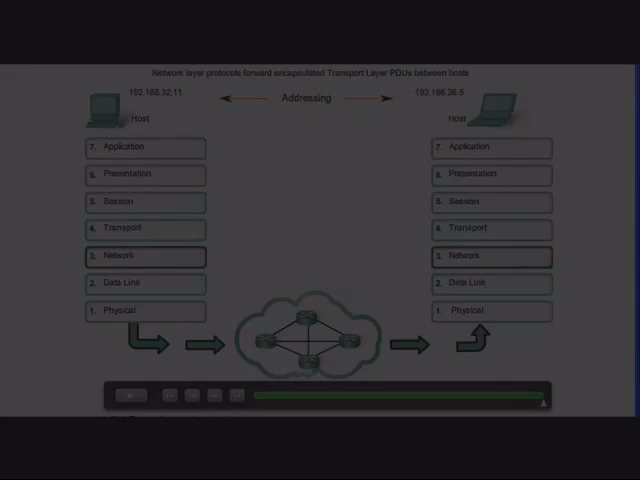 Network layer protocols forward encapsulated Transport Layer PDUs between hosts
192.168.32.11
Addressing
192.168.36.5
Host
Host
7. Application
7. Application
6. Presentation
6. Presentation
5. Session
5. Session
4. Transport
4. Transport
3. Network
3. Network
2. Data Link
2. Data Link
1. Physical
1. Physical